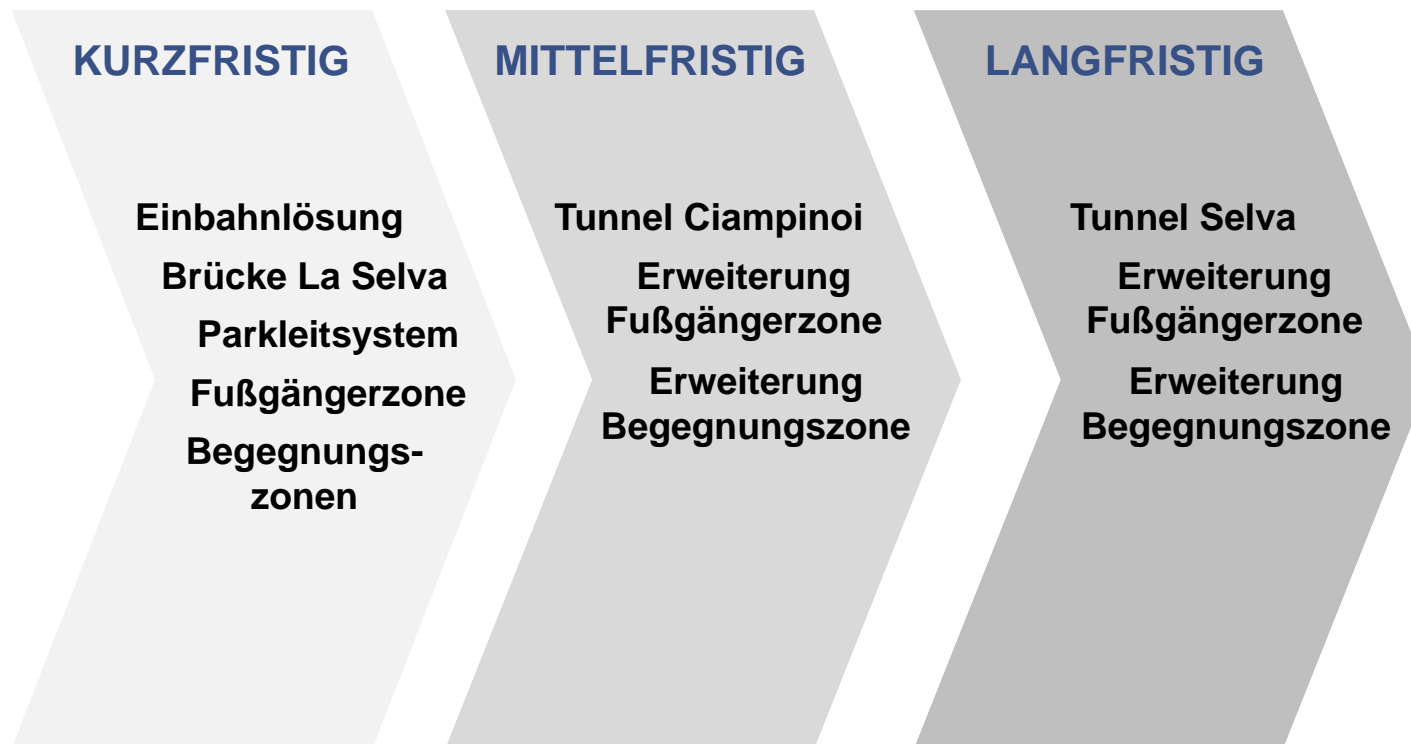 KURZFRISTIG
Einbahnlösung
Brücke La Selva
Parkleitsystem
Fußgängerzone
Begegnungs-
zonen
MITTELFRISTIG
Tunnel Ciampinoi
Erweiterung
Fußgängerzone
Erweiterung
Begegnungszone
LANGFRISTIG
Tunnel Selva
Erweiterung
Fußgängerzone
Erweiterung
Begegnungszone